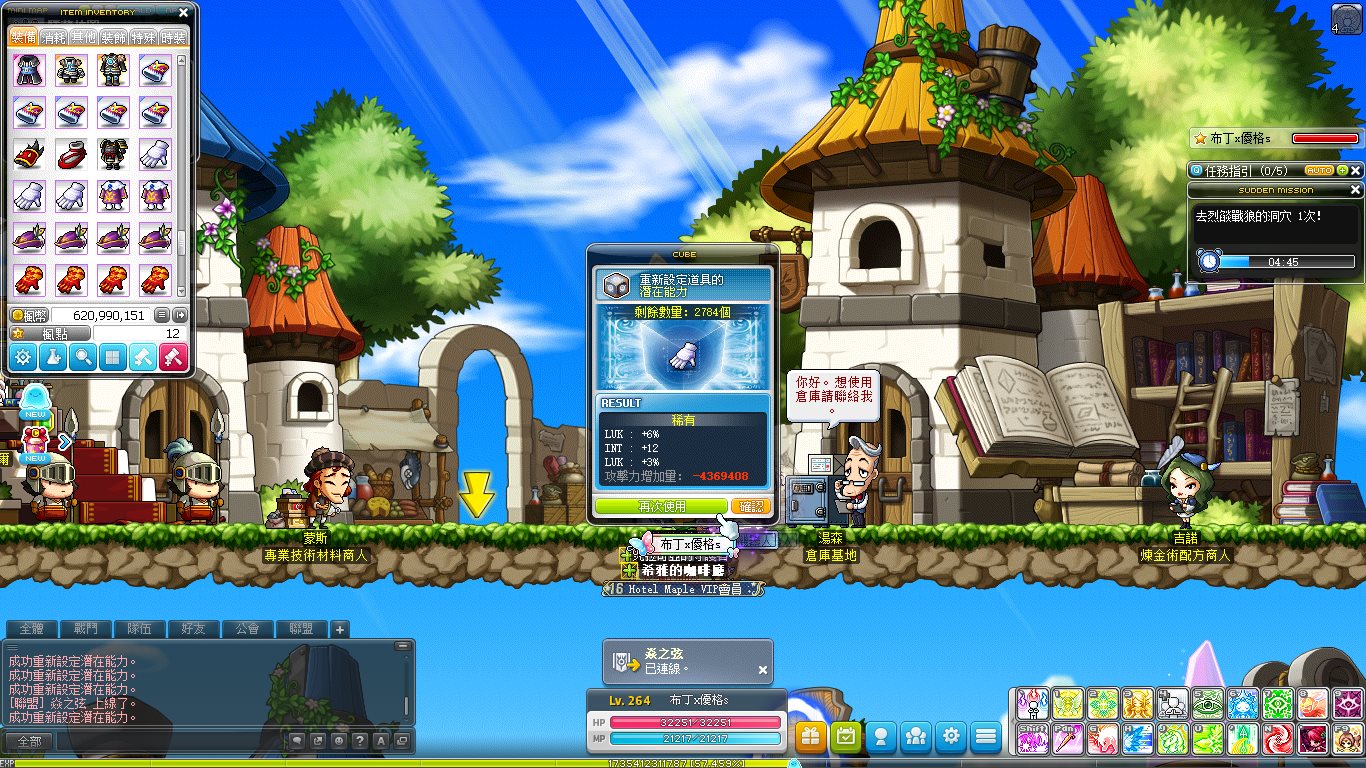 ITEM INVENTORY
裝備 消耗 其他 裝飾 特殊 時裝
楓幣 620,990,151
楓點 12
NEW
NEW
4
布丁x優格s
任務指引 (0/5) AUTO
SUDDEN MISSION
去烈燄戰狼的洞穴 1次!
04:45
CUBE
重新設定道具的
潛在能力
剩餘數量: 2784個
RESULT
稀有
LUK : +6%
INT : +12
LUK : +3%
攻擊力增加量: -4369408
再次使用 確認
你好。想使用
倉庫請聯絡我
。
蒙斯
專業技術材料商人
布丁x優格s
希雅的咖啡廳
16 Hotel Maple VIP會員
湯森
倉庫基地
吉諾
煉金術配方商人
全體 戰鬥 隊伍 好友 公會 聯盟 +
成功重新設定潛在能力。
成功重新設定潛在能力。
成功重新設定潛在能力。
[聯盟] 焱之弦 上線了。
成功重新設定潛在能力。
全部
焱之弦
已連線。
Lv. 264 布丁x優格s
HP 32251/32251
MP 21217/21217
EXP 1735412311787 [57.459%]